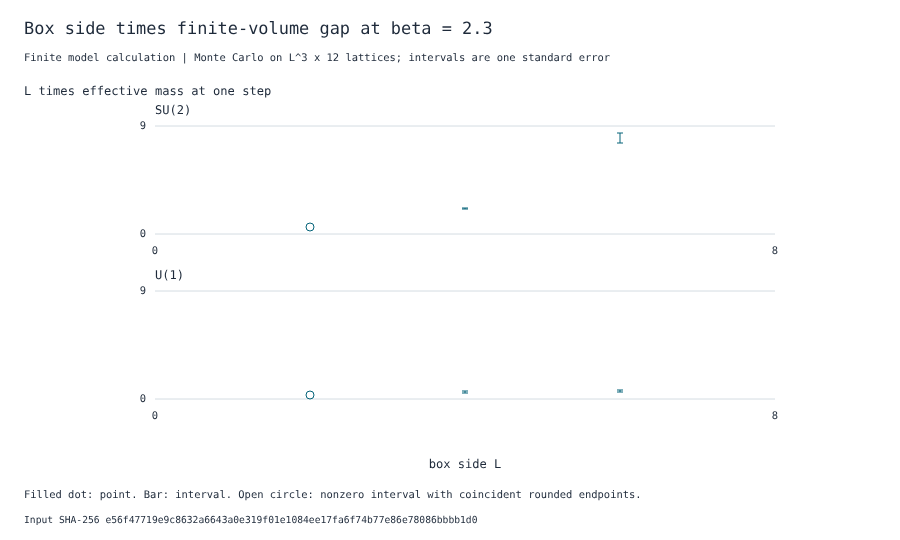 Box side times finite-volume gap at beta = 2.3
Finite model calculation | Monte Carlo on L^3 x 12 lattices; intervals are one standard error
L times effective mass at one step
SU(2)
9
0
0 8
U(1)
9
0
0 8
box side L
Filled dot: point. Bar: interval. Open circle: nonzero interval with coincident rounded endpoints.
Input SHA-256 e56f47719e9c8632a6643a0e319f01e1084ee17fa6f74b77e86e78086bbbb1d0